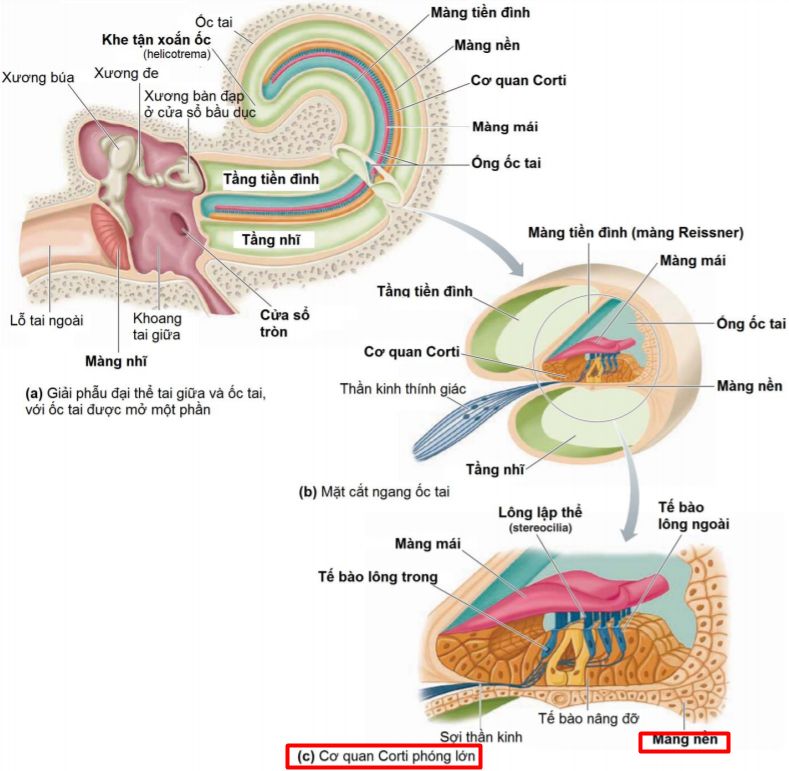 Ốc tai
Khe tận xoắn ốc
(helicotrema)
Xương búa
Xương đe
Xương bàn đạp
ở cửa sổ bầu dục
Màng tiền đình
Màng nền
Cơ quan Corti
Màng mái
Ống ốc tai
Tầng tiền đình
Tầng nhĩ
Lỗ tai ngoài
Màng nhĩ
Khoang
tai giữa
Cửa sổ
tròn
(a) Giải phẫu đại thể tai giữa và ốc tai,
với ốc tai được mở một phần
Màng tiền đình (màng Reissner)
Màng mái
Tầng tiền đình
Ống ốc tai
Cơ quan Corti
Thần kinh thính giác
Màng nền
Tầng nhĩ
(b) Mặt cắt ngang ốc tai
Lông lập thể
(stereocilia)
Tế bào
lông ngoài
Màng mái
Tế bào lông trong
Sợi thần kinh
Tế bào nâng đỡ
Màng nền
(c) Cơ quan Corti phóng lớn